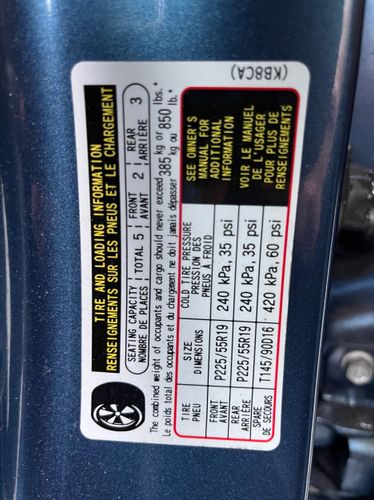 (KB8CA)
TIRE AND LOADING INFORMATION
RENSEIGNEMENTS SUR LES PNEUS ET LE CHARGEMENT
SEATING CAPACITY TOTAL 5 FRONT 2 REAR 3
NOMBRE DE PLACES AVANT ARRIÈRE
The combined weight of occupants and cargo should never exceed 385 kg or 850 lbs.*
Le poids total des occupants et du chargement ne doit jamais dépasser kg ou lb.*
TIRE SIZE COLD TIRE PRESSURE
PNEU DIMENSIONS PRESSION DES PNEUS À FROID
FRONT P225/55R19 240 kPa, 35 psi
AVANT
REAR P225/55R19 240 kPa, 35 psi
ARRIÈRE
SPARE T145/90D16 420 kPa, 60 psi
DE SECOURS
SEE OWNER'S
MANUAL FOR
ADDITIONAL
INFORMATION
VOIR LE MANUEL
DE L'USAGER
POUR PLUS DE
RENSEIGNEMENTS